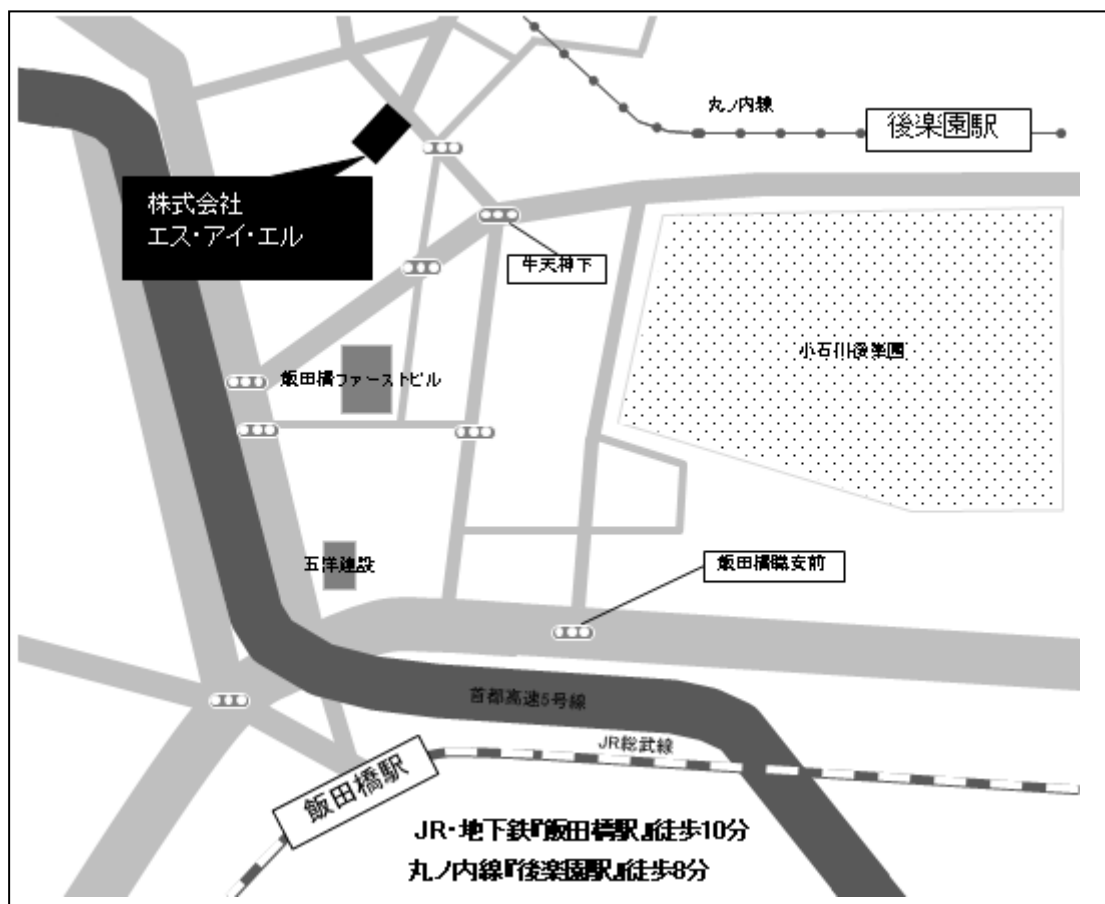 丸ノ内線
後楽園駅
株式会社
エス・アイ・エル
牛天神下
小石川後楽園
飯田橋ファーストビル
五洋建設
飯田橋職安前
首都高速5号線
JR総武線
飯田橋駅
JR・地下鉄『飯田橋駅』徒歩10分
丸ノ内線『後楽園駅』徒歩8分